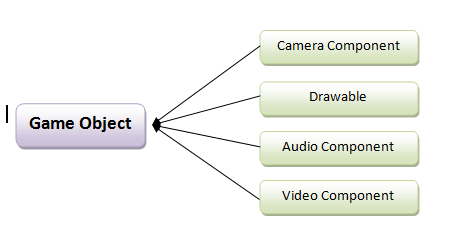 Camera Component
Drawable
Game Object
Audio Component
Video Component